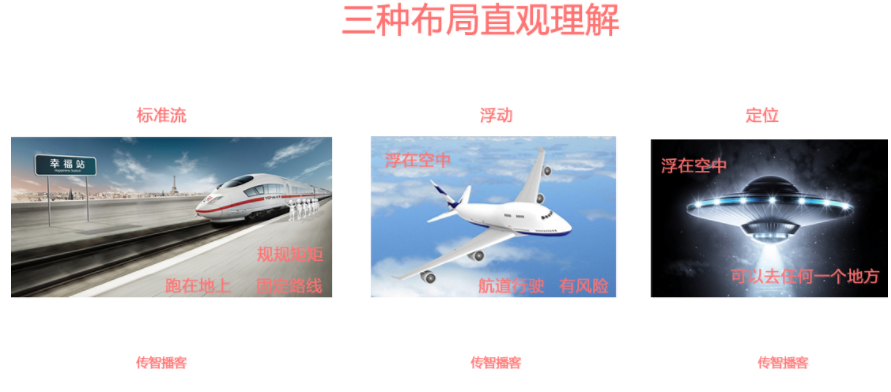 三种布局直观理解
标准流
浮动
定位
幸福站
规规矩矩
跑在地上 固定路线
浮在空中
航道行驶 有风险
浮在空中
可以去任何一个地方
传智播客
传智播客
传智播客